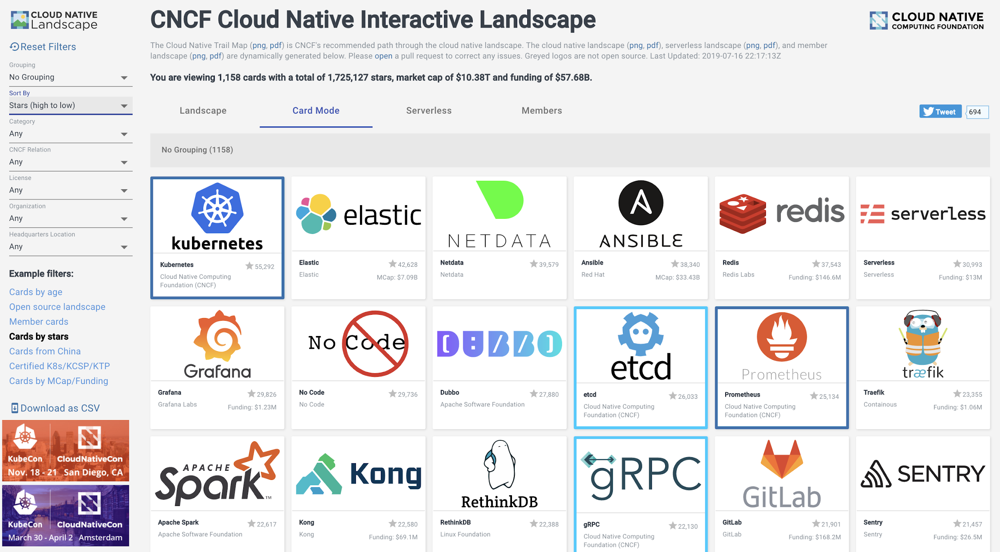 CLOUD NATIVE
Landscape
CNCF Cloud Native Interactive Landscape
CLOUD NATIVE
COMPUTING FOUNDATION
Reset Filters
Grouping
No Grouping
Sort By
Stars (high to low)
Category
Any
CNCF Relation
Any
License
Any
Organization
Any
Headquarters Location
Any
Example filters:
Cards by age
Open source landscape
Member cards
Cards by stars
Cards from China
Certified K8s/KCSP/KTP
Cards by MCap/Funding
Download as CSV
KubeCon CloudNativeCon
Nov. 18 - 21 San Diego, CA
KubeCon CloudNativeCon
March 30 - April 2 Amsterdam
The Cloud Native Trail Map (png, pdf) is CNCF's recommended path through the cloud native landscape. The cloud native landscape (png, pdf), serverless landscape (png, pdf), and member
landscape (png, pdf) are dynamically generated below. Please open a pull request to correct any issues. Greyed logos are not open source. Last Updated: 2019-07-16 22:17:13Z
You are viewing 1,158 cards with a total of 1,725,127 stars, market cap of $10.38T and funding of $57.68B.
Landscape Card Mode Serverless Members
Tweet 694
No Grouping (1158)
kubernetes
Kubernetes 55,292
Cloud Native Computing
Foundation (CNCF)
elastic
Elastic 42,628
Elastic
MCap: $7.09B
NETDATA
Netdata 39,579
Netdata
ANSIBLE
Ansible 38,340
Red Hat
MCap: $33.43B
redis
Redis 37,543
Redis Labs
Funding: $146.6M
serverless
Serverless 30,993
Serverless
Funding: $13M
Grafana
Grafana 29,826
Grafana Labs
Funding: $1.23M
No Code
No Code 29,736
No Code
DUBBO
Dubbo 27,880
Apache Software Foundation
etcd
etcd 26,033
Cloud Native Computing
Foundation (CNCF)
Prometheus
Prometheus 25,134
Cloud Native Computing
Foundation (CNCF)
træfik
Traefik 23,355
Containous
Funding: $1.06M
APACHE
Spark™
Apache Spark 22,617
Apache Software Foundation
Kong
Kong 22,580
Kong
Funding: $69.1M
RethinkDB
RethinkDB 22,388
Linux Foundation
gRPC
gRPC 22,130
Cloud Native Computing
Foundation (CNCF)
GitLab
GitLab 21,901
GitLab
Funding: $168.2M
SENTRY
Sentry 21,457
Sentry
Funding: $26.5M